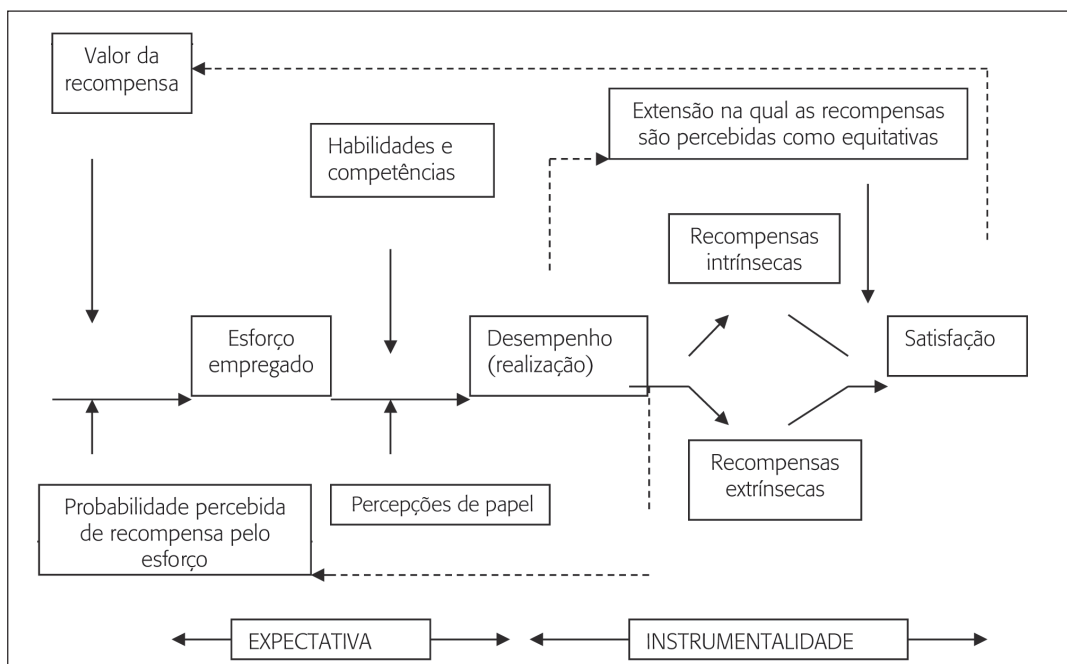 Valor da
recompensa
Extensão na qual as recompensas
são percebidas como equitativas
Habilidades e
competências
Recompensas
intrínsecas
Esforço
empregado
Desempenho
(realização)
Satisfação
Recompensas
extrínsecas
Probabilidade percebida
de recompensa pelo
esforço
Percepções de papel
EXPECTATIVA
INSTRUMENTALIDADE